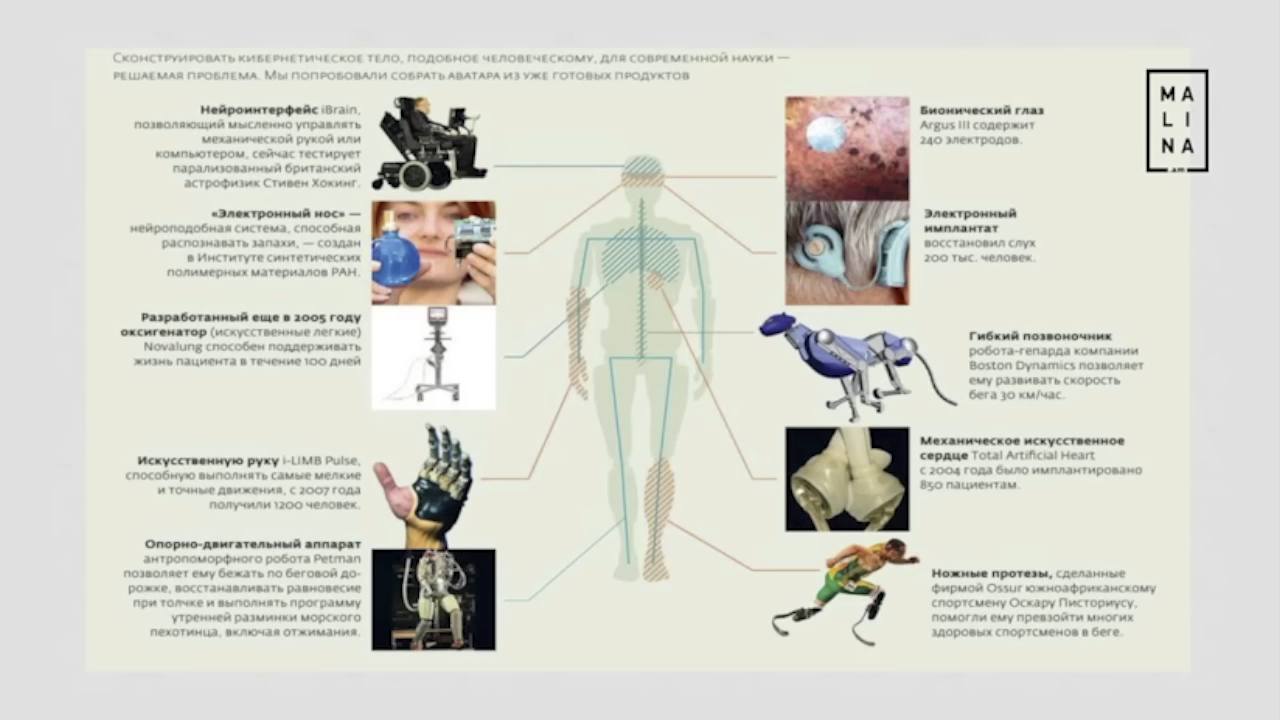 Сконструировать кибернетическое тело, подобное человеческому, для современной науки —
решаемая проблема. Мы попробовали собрать аватара из уже готовых продуктов
Нейроинтерфейс iBrain,
позволяющий мысленно управлять
механической рукой или
компьютером, сейчас тестирует
парализованный британский
астрофизик Стивен Хокинг.
«Электронный нос» —
нейроподобная система, способная
распознавать запахи, — создан
в Институте синтетических
полимерных материалов РАН.
Разработанный еще в 2005 году
оксигенатор (искусственные легкие)
Novalung способен поддерживать
жизнь пациента в течение 100 дней
Искусственную руку i-LIMB Pulse,
способную выполнять самые мелкие
и точные движения, с 2007 года
получили 1200 человек.
Опорно-двигательный аппарат
антропоморфного робота Petman
позволяет ему бежать по беговой до-
рожке, восстанавливать равновесие
при толчке и выполнять программу
утренней разминки морского
пехотинца, включая отжимания.
Бионический глаз
Argus III содержит
240 электродов.
Электронный
имплантат
восстановил слух
200 тыс. человек.
Гибкий позвоночник
робота-гепарда компании
Boston Dynamics позволяет
ему развивать скорость
бега 30 км/час.
Механическое искусственное
сердце Total Artificial Heart
с 2004 года было имплантировано
850 пациентам.
Ножные протезы, сделанные
фирмой Ossur южноафриканскому
спортсмену Оскару Писториусу,
помогли ему превзойти многих
здоровых спортсменов в беге.
MA
LI
NA